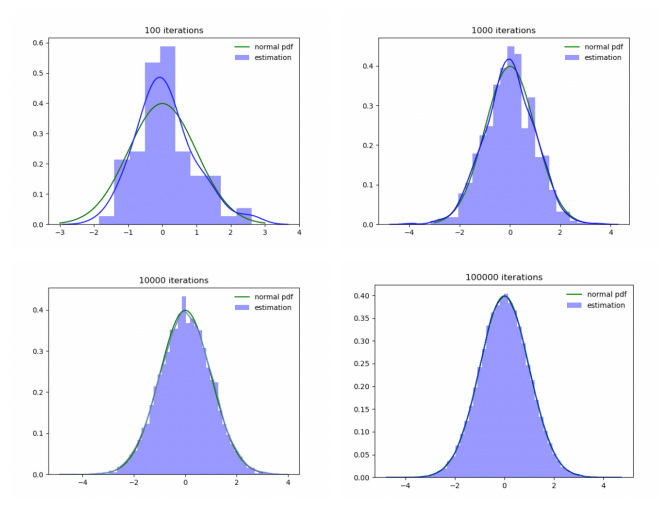 100 iterations
normal pdf
estimation
0.6
0.5
0.4
0.3
0.2
0.1
0.0
−3 −2 −1 0 1 2 3 4
1000 iterations
normal pdf
estimation
0.4
0.3
0.2
0.1
0.0
−4 −2 0 2 4
10000 iterations
normal pdf
estimation
0.4
0.3
0.2
0.1
0.0
−4 −2 0 2 4
100000 iterations
normal pdf
estimation
0.40
0.35
0.30
0.25
0.20
0.15
0.10
0.05
0.00
−4 −2 0 2 4